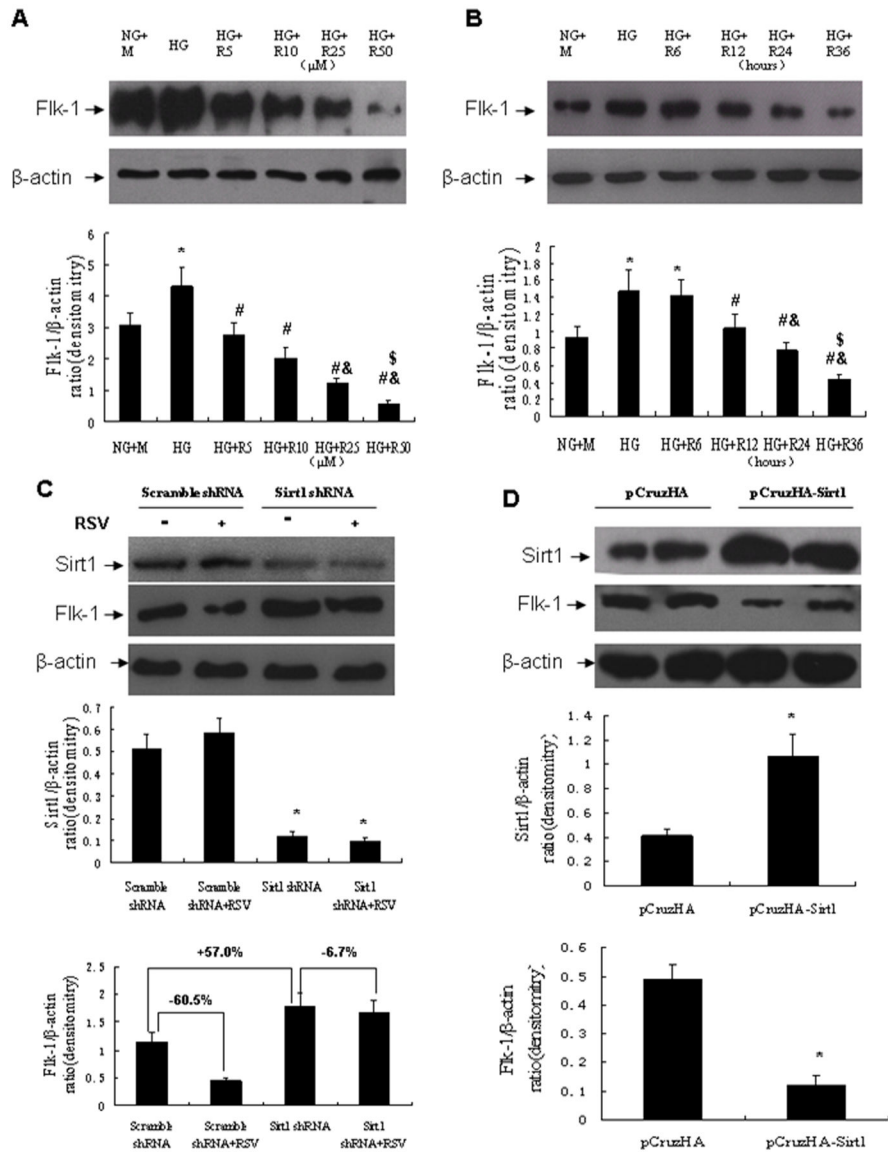 A
NG+ M HG HG+ R5 HG+ R10 HG+ R25 HG+ R50
(μM)
Flk-1
β-actin
Flk-1/β-actin
ratio(densitomitry)
6
5
4
3
2
1
0
* # # #& $ #&
NG+M HG HG+R5 HG+R10 HG+R25 HG+R50
(μM)
B
NG+ M HG HG+ R6 HG+ R12 HG+ R24 HG+ R36
(hours)
Flk-1
β-actin
Flk-1/β-actin
ratio(densitomitry)
2
1.8
1.6
1.4
1.2
1
0.8
0.6
0.4
0.2
0
* * # #& $ #&
NG+M HG HG+R6 HG+R12 HG+R24 HG+R36
(hours)
C
Scramble shRNA Sirt1 shRNA
RSV - + - +
Sirt1
Flk-1
β-actin
Sirt1/β-actin
ratio(densitomitry)
0.7
0.6
0.5
0.4
0.3
0.2
0.1
0
* *
Scramble shRNA Scramble shRNA+RSV Sirt1 shRNA Sirt1 shRNA+RSV
Flk-1/β-actin
ratio(densitomitry)
2.5
2
1.5
1
0.5
0
+57.0% -6.7%
-60.5%
Scramble shRNA Scramble shRNA+RSV Sirt1 shRNA Sirt1 shRNA+RSV
D
pCruzHA pCruzHA-Sirt1
Sirt1
Flk-1
β-actin
Sirt1/β-actin
ratio(densitomitry)
1.4
1.2
1
0.8
0.6
0.4
0.2
0
*
pCruzHA pCruzHA-Sirt1
Flk-1/β-actin
ratio(densitomitry)
0.6
0.5
0.4
0.3
0.2
0.1
0
*
pCruzHA pCruzHA-Sirt1